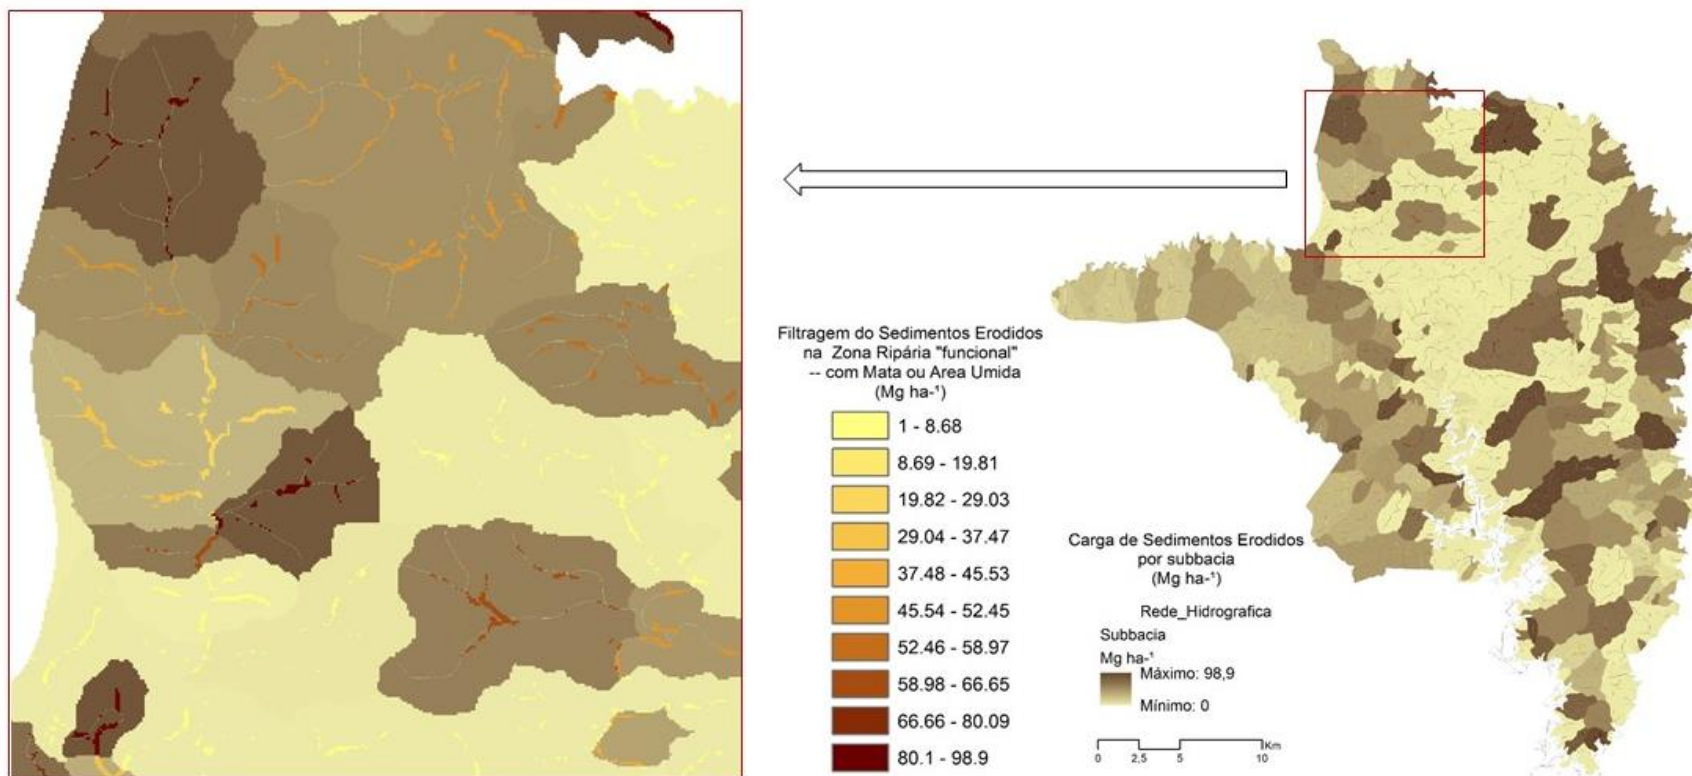 Filtragem do Sedimentos Erodidos
na Zona Ripária "funcional"
-- com Mata ou Area Umida
(Mg ha-¹)
1 - 8.68
8.69 - 19.81
19.82 - 29.03
29.04 - 37.47
37.48 - 45.53
45.54 - 52.45
52.46 - 58.97
58.98 - 66.65
66.66 - 80.09
80.1 - 98.9
Carga de Sedimentos Erodidos
por subbacia
(Mg ha-¹)
Rede_Hidrografica
Subbacia
Mg ha-¹
Máximo: 98,9
Mínimo: 0
Km
0 2,5 5 10